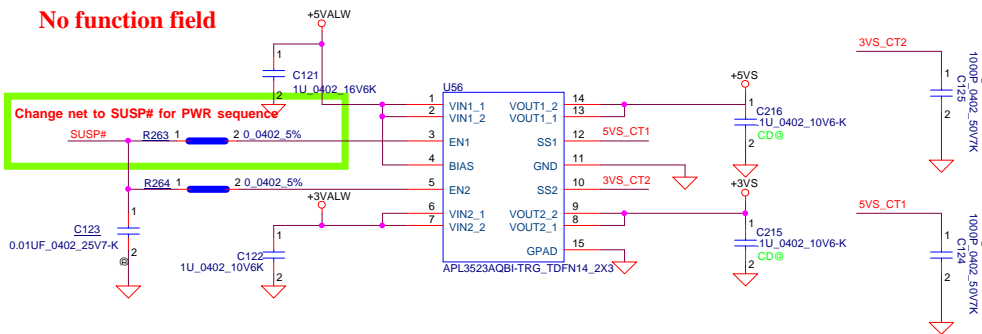 No function field
+5VALW
1
C121
1U_0402_16V6K
2
Change net to SUSP# for PWR sequence
SUSP#
R263 1 2 0_0402_5%
R264 1 2 0_0402_5%
1
C123
0.01UF_0402_25V7-K
2
@
+3VALW
1
C122
1U_0402_10V6K
2
U56
1 VIN1_1
2 VIN1_2
3 EN1
4 BIAS
5 EN2
6 VIN2_1
7 VIN2_2
VOUT1_2 14
VOUT1_1 13
SS1 12
GND 11
SS2 10
VOUT2_2 9
VOUT2_1 8
GPAD 15
APL3523AQBI-TRG_TDFN14_2X3
5VS_CT1
3VS_CT2
+5VS
1
C216
.1U_0402_10V6-K
2
CD@
+3VS
1
C215
.1U_0402_10V6-K
2
CD@
3VS_CT2
1
2
C125
1000P_0402_50V7K
5VS_CT1
1
2
C124
1000P_0402_50V7K